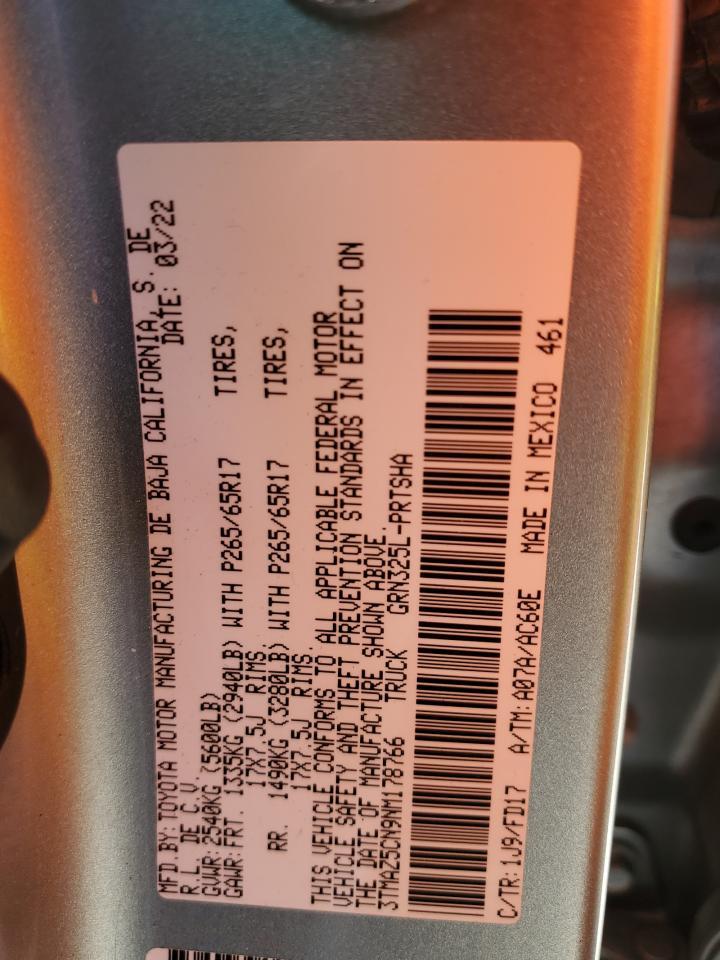 MFD.BY: TOYOTA MOTOR MANUFACTURING DE BAJA CALIFORNIA, S. DE
R.L. DE C.V. DATE: 03/22
GVWR: 2540KG (5600LB)
GAWR: FRT. 1335KG (2940LB) WITH P265/65R17 TIRES,
17X7.5J RIMS.
RR. 1490KG (3280LB) WITH P265/65R17 TIRES,
17X7.5J RIMS.
THIS VEHICLE CONFORMS TO ALL APPLICABLE FEDERAL MOTOR
VEHICLE SAFETY AND THEFT PREVENTION STANDARDS IN EFFECT ON
THE DATE OF MANUFACTURE SHOWN ABOVE.
3TMAZ5CN9NM178766 TRUCK GRN325L-PRTSHA
C/TR: 1J9/FD17 A/TM: A07A/AC60E MADE IN MEXICO 461